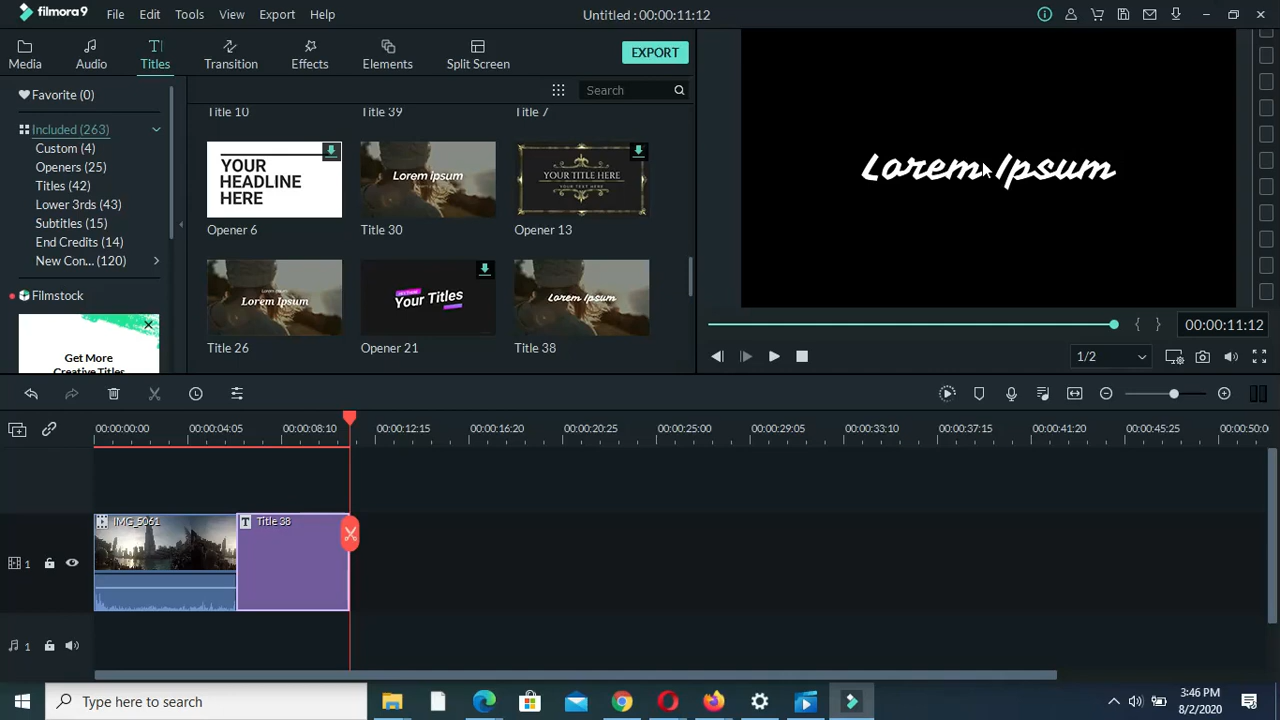 filmora9 File Edit Tools View Export Help Untitled : 00:00:11:12
Media Audio Titles Transition Effects Elements Split Screen EXPORT
Favorite (0)
Included (263)
Custom (4)
Openers (25)
Titles (42)
Lower 3rds (43)
Subtitles (15)
End Credits (14)
New Con... (120)
Filmstock
Get More
Creative Titles
Search
Title 10 Title 39 Title 7
YOUR
HEADLINE
HERE
Lorem Ipsum
YOUR TITLE HERE
YOUR TEXT HERE
Opener 6 Title 30 Opener 13
Lorem Ipsum
Lorem Ipsum
Your Titles
Lorem Ipsum
Title 26 Opener 21 Title 38
Lorem Ipsum
{ } 00:00:11:12
1/2
00:00:00:00 00:00:04:05 00:00:08:10 00:00:12:15 00:00:16:20 00:00:20:25 00:00:25:00 00:00:29:05 00:00:33:10 00:00:37:15 00:00:41:20 00:00:45:25 00:00:50:0
IMG_5061 T Title 38
1
1
Type here to search
3:46 PM
8/2/2020